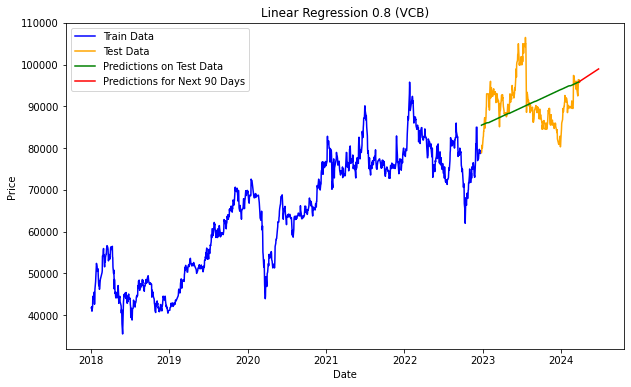 Linear Regression 0.8 (VCB)
110000
100000
90000
80000
70000
60000
50000
40000
Price
Train Data
Test Data
Predictions on Test Data
Predictions for Next 90 Days
2018
2019
2020
2021
2022
2023
2024
Date